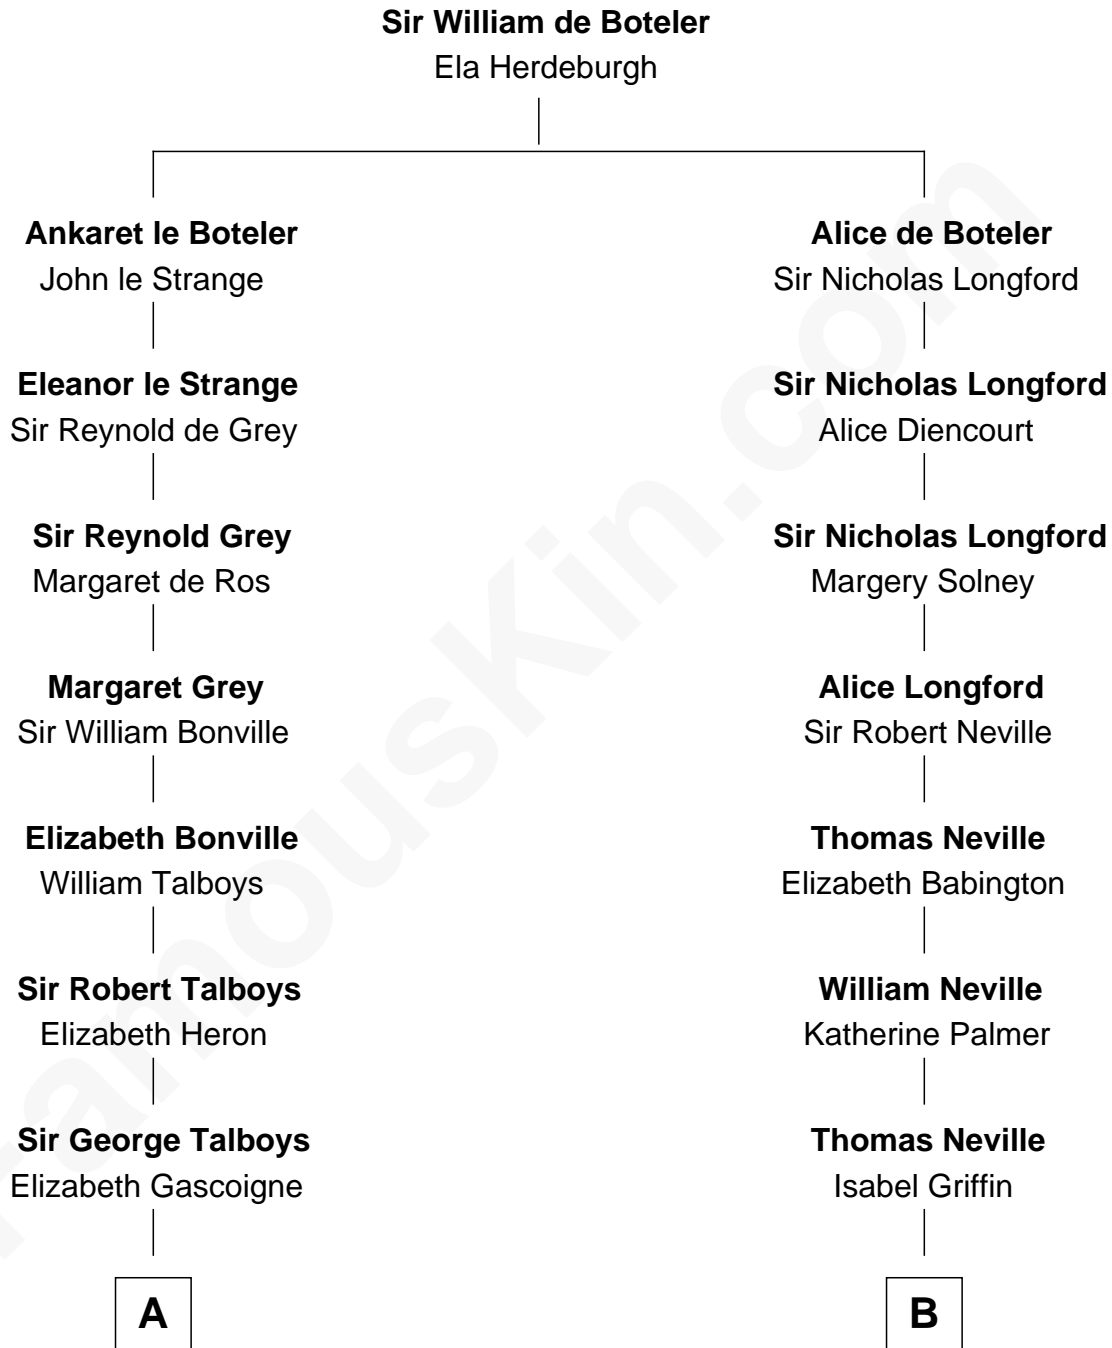 Sir William de Boteler
Ela Herdeburgh
Ankaret le Boteler
John le Strange
Alice de Boteler
Sir Nicholas Longford
Eleanor le Strange
Sir Reynold de Grey
Sir Nicholas Longford
Alice Diencourt
Sir Reynold Grey
Margaret de Ros
Sir Nicholas Longford
Margery Solney
Margaret Grey
Sir William Bonville
Alice Longford
Sir Robert Neville
Elizabeth Bonville
William Talboys
Thomas Neville
Elizabeth Babington
Sir Robert Talboys
Elizabeth Heron
William Neville
Katherine Palmer
Sir George Talboys
Elizabeth Gascoigne
Thomas Neville
Isabel Griffin
A
B
FamousKin.com